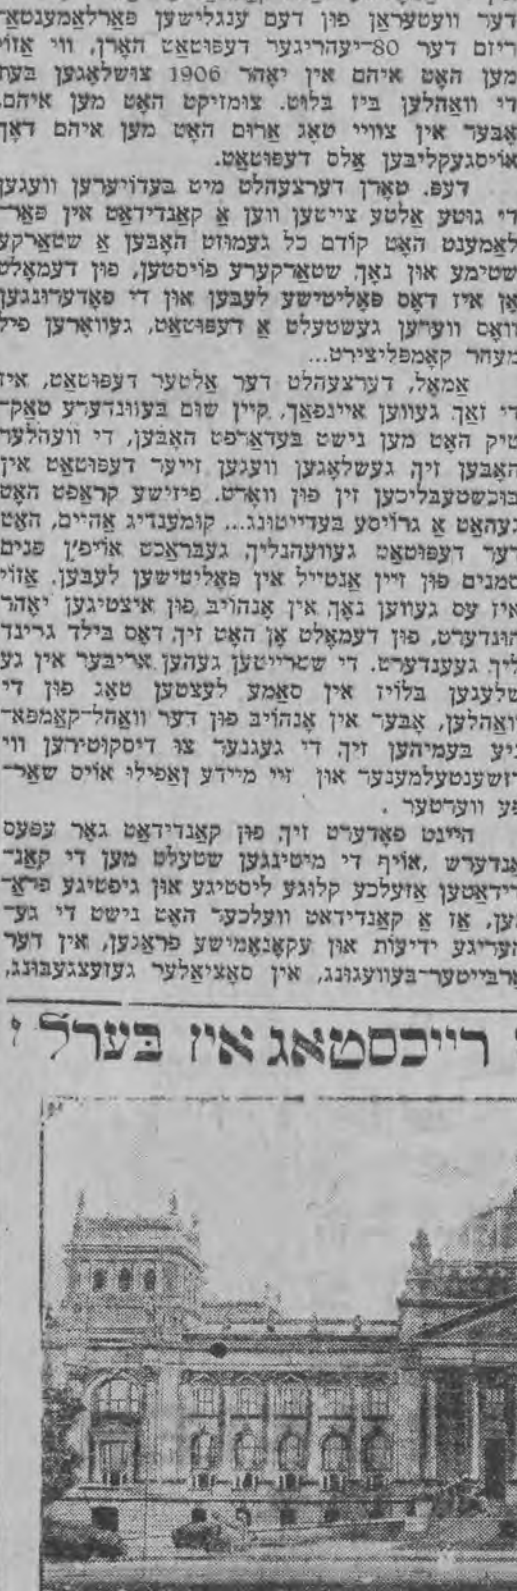 דער וועטעראן פון דעם ענגלישען פּאַרלאַמענטאַ־
ריזם דער 80־יעהריגער דעפּוטאַט האָרן, ווי אַזוי
מען האָט איהם אין יאָהר 1906 צושלאָגען בעת
די וואַהלען ביז בלוט. צומזיקט האָט מען איהם,
אָבער אין צוויי טאָג אַרום האָט מען איהם דאָך
אויסגעקליבען אַלס דעפּוטאַט.
דעפּ. טאָרן דערצעהלט מיט בעדויערען וועגען
די גוטע אַלטע צייטען ווען אַ קאַנדידאַט אין פּאַר־
לאַמענט האָט קודם כל געמוזט האָבען אַ שטאַרקע
שטימע און נאָך שטאַרקערע פויסטען, פון דעמאָלט
אָן איז דאָס פּאָליטישע לעבען און די פאָדערונגען
וואָס ווערען געשטעלט אַ דעפּוטאַט, געוואָרען פיל
מעהר קאָמפּליצירט...
אַמאָל, דערצעהלט דער אַלטער דעפּוטאַט, איז
די זאַך געווען איינפאַך, קיין שום בעוונדערע טאַק־
טיק האָט מען נישט בעדאַרפט האָבען, די וועהלער
האָבען זיך געשלאָגען וועגען זייער דעפּוטאַט אין
בוכשטעבליכען זין פון וואָרט. פיזישע קראַפט האָט
געהאַט אַ גרויסע בעדייטונג... קומענדיג אַהיים, האָט
דער דעפּוטאַט געוועהנליך געבראַכט אויפ'ן פּנים
סמנים פון זיין אָנטייל אין פּאָליטישען לעבען. אַזוי
איז עס געווען נאָך אין אָנהויב פון איצטיגען יאָהר
הונדערט, פון דעמאָלט אָן האָט זיך דאָס בילד גרינד
ליך געענדערט. די שטרייטען געהען אַריבער אין גע
שלעגען בלויז אין סאַמע לעצטען טאָג פון די
וואַהלען, אָבער אין אָנהויב פון דער וואַהל־קאַמפּאַ־
ניע בעמיהען זיך די געגנער צו דיסקוטירען ווי
דזשענטעלמענער און זיי מיידע ןאַפילו אויס שאַר־
פע ווערטער .
היינט פאָדערט זיך פון קאַנדידאַט גאָר עפּעס
אַנדערש ,אויף די מיטינגען שטעלט מען די קאַנ־
דידאַטען אַזעלכע קלוגע ליסטיגע און גיפטיגע פראַ־
גען, אַז אַ קאַנדידאַט וועלכער האָט נישט די גע־
העריגע ידיעות און עקאָנאָמישע פראַגען, אין דער
אַרבייטער־בעוועגונג, אין סאָציאַלער געזעצגעבונג,
רייכסטאָג אין בערל